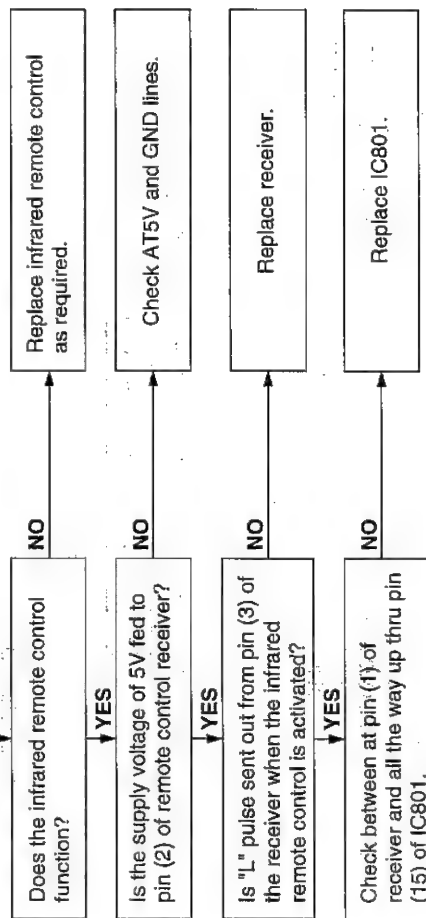 Does the infrared remote control
function?
NO
Replace infrared remote control
as required.
YES
Is the supply voltage of 5V fed to
pin (2) of remote control receiver?
NO
Check AT5V and GND lines.
YES
Is "L" pulse sent out from pin (3) of
the receiver when the infrared
remote control is activated?
NO
Replace receiver.
YES
Check between at pin (1) of
receiver and all the way up thru pin
(15) of IC801.
NO
Replace IC801.